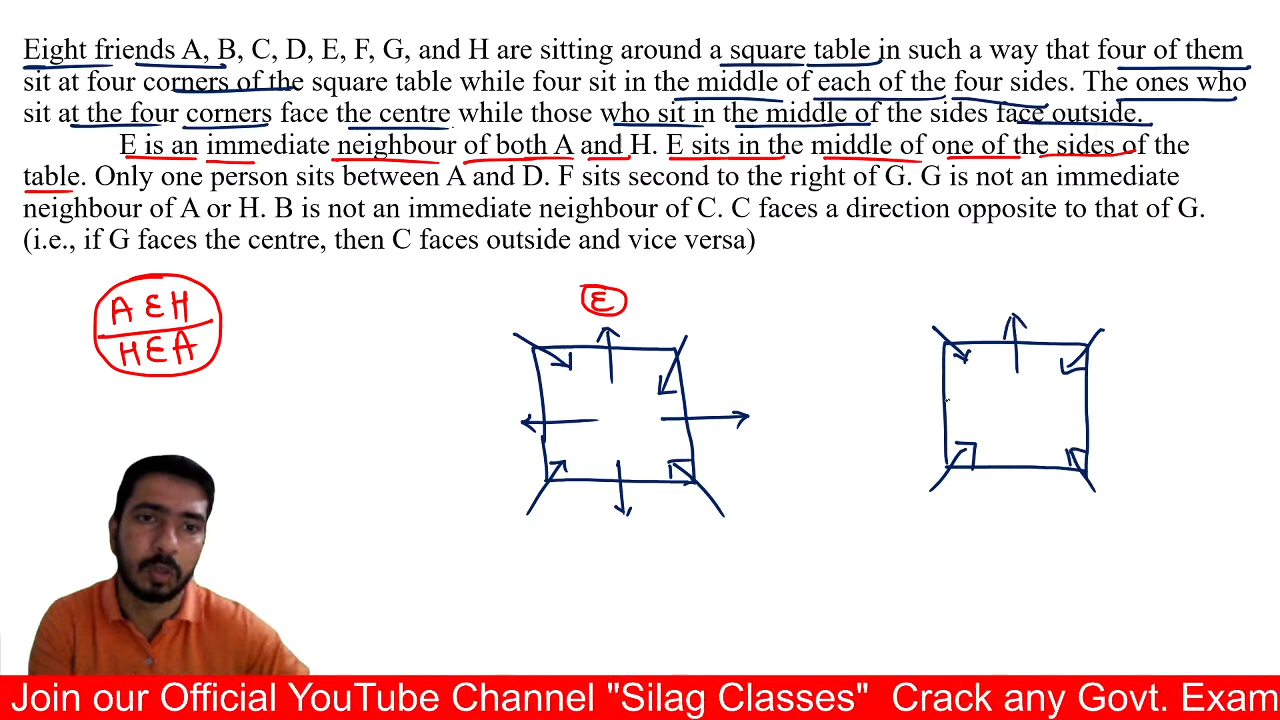 Eight friends A, B, C, D, E, F, G, and H are sitting around a square table in such a way that four of them
sit at four corners of the square table while four sit in the middle of each of the four sides. The ones who
sit at the four corners face the centre while those who sit in the middle of the sides face outside.
E is an immediate neighbour of both A and H. E sits in the middle of one of the sides of the
table. Only one person sits between A and D. F sits second to the right of G. G is not an immediate
neighbour of A or H. B is not an immediate neighbour of C. C faces a direction opposite to that of G.
(i.e., if G faces the centre, then C faces outside and vice versa)
A E H
H E A
E
Join our Official YouTube Channel "Silag Classes" Crack any Govt. Exam